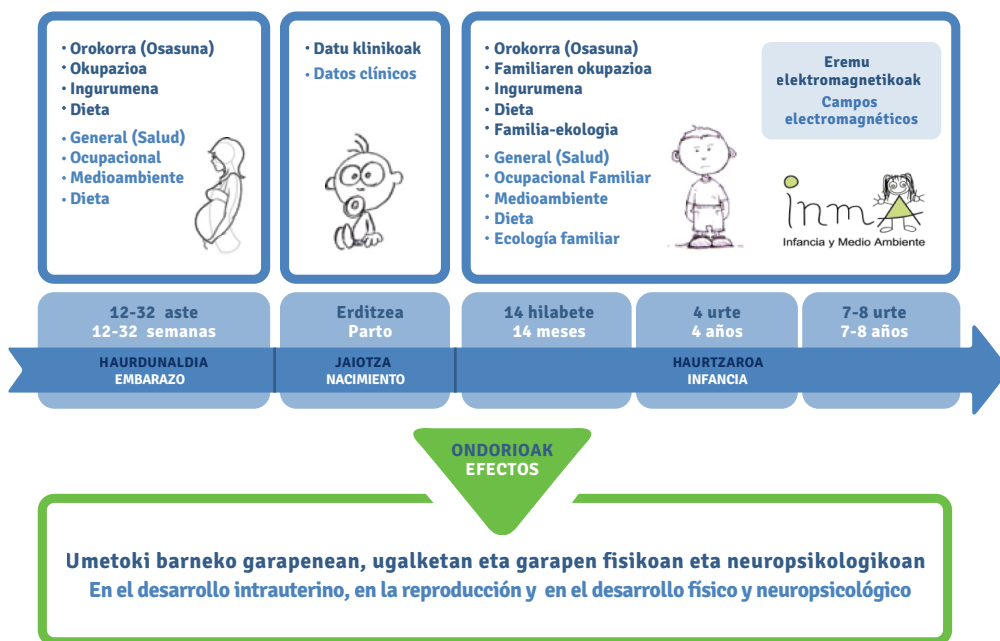 · Orokorra (Osasuna)
· Okupazioa
· Ingurumena
· Dieta
· General (Salud)
· Ocupacional
· Medioambiente
· Dieta
· Datu klinikoak
· Datos clínicos
· Orokorra (Osasuna)
· Familiaren okupazioa
· Ingurumena
· Dieta
· Familia-ekologia
· General (Salud)
· Ocupacional Familiar
· Medioambiente
· Dieta
· Ecología familiar
Eremu
elektromagnetikoak
Campos
electromagnéticos
inma
Infancia y Medio Ambiente
12-32 aste
12-32 semanas
Erditzea
Parto
14 hilabete
14 meses
4 urte
4 años
7-8 urte
7-8 años
HAURDUNALDIA
EMBARAZO
JAIOTZA
NACIMIENTO
HAURTZAROA
INFANCIA
ONDORIOAK
EFECTOS
Umetoki barneko garapenean, ugalketan eta garapen fisikoan eta neuropsikologikoan
En el desarrollo intrauterino, en la reproducción y en el desarrollo físico y neuropsicológico